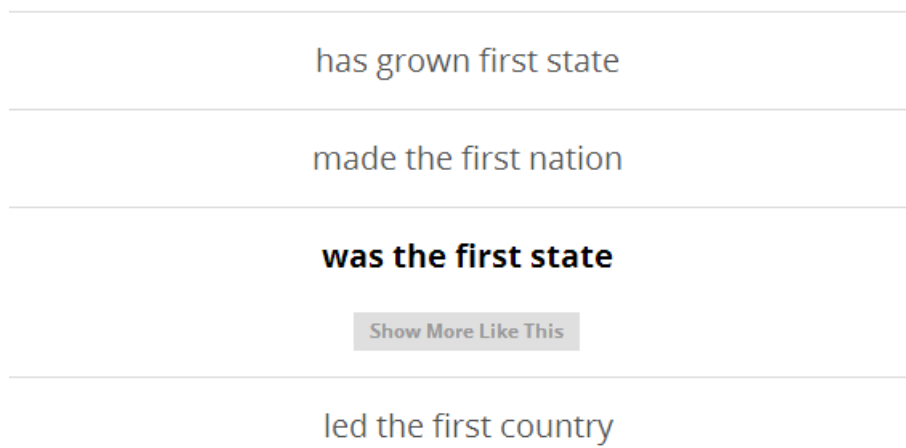 has grown first state
made the first nation
was the first state
Show More Like This
led the first country